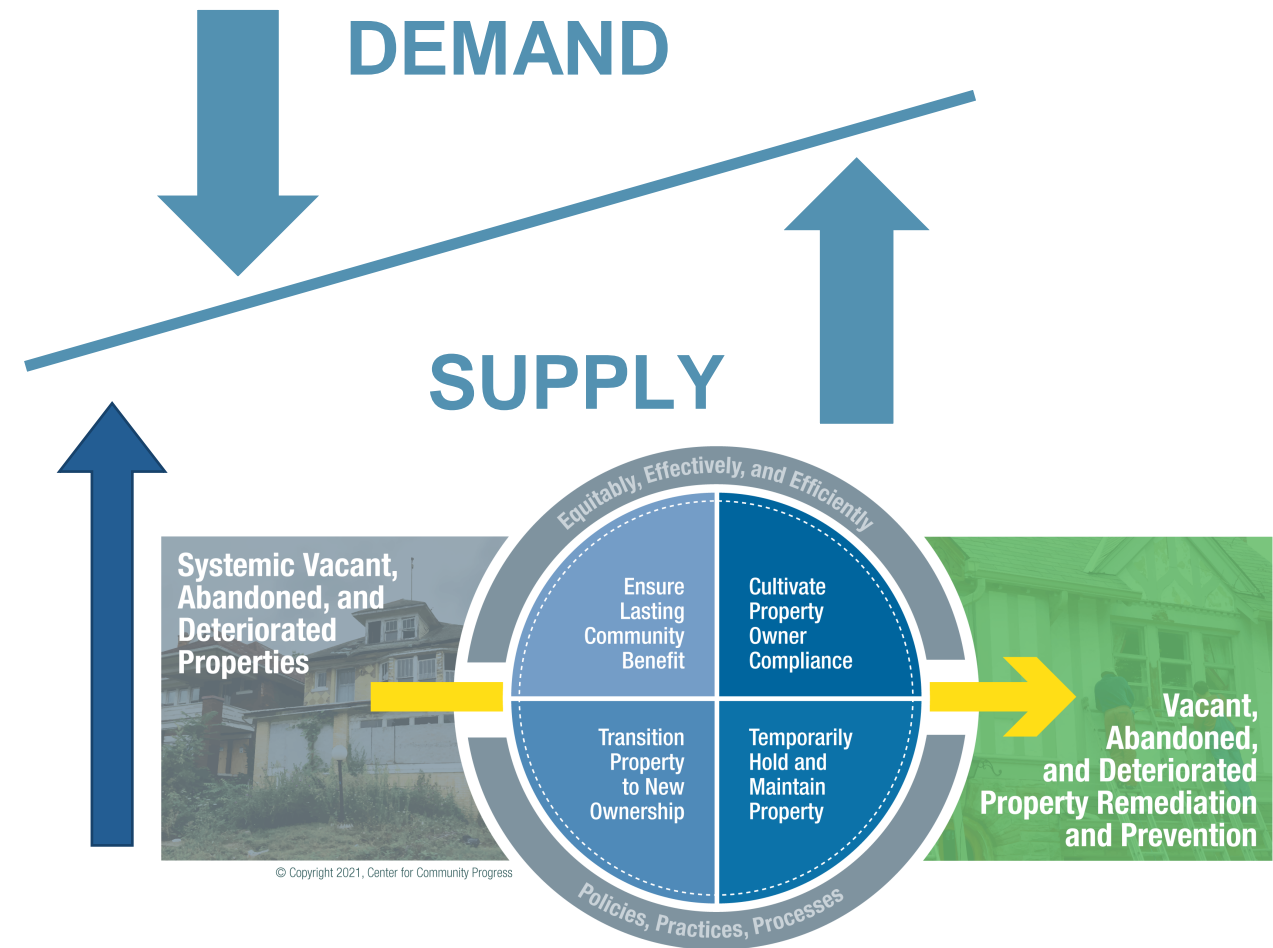 DEMAND
SUPPLY
Equitably, Effectively, and Efficiently
Systemic Vacant,
Abandoned, and
Deteriorated
Properties
Ensure
Lasting
Community
Benefit
Cultivate
Property
Owner
Compliance
Transition
Property
to New
Ownership
Temporarily
Hold and
Maintain
Property
Vacant,
Abandoned,
and Deteriorated
Property Remediation
and Prevention
© Copyright 2021, Center for Community Progress
Policies, Practices, Processes